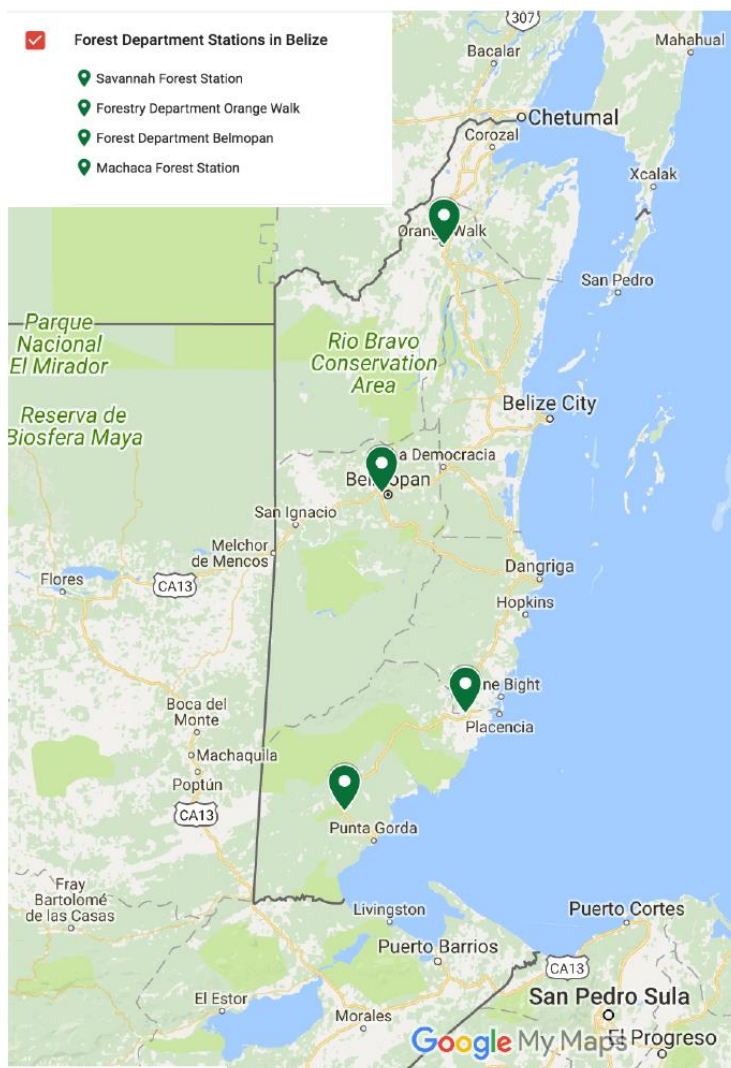 Forest Department Stations in Belize
Savannah Forest Station
Forestry Department Orange Walk
Forest Department Belmopan
Machaca Forest Station
307
Mahahual
Bacalar
Chetumal
Corozal
Xcalak
Orange Walk
San Pedro
Parque
Nacional
El Mirador
Rio Bravo
Conservation
Area
Reserva de
Biosfera Maya
Belize City
a Democracia
Belmopan
San Ignacio
Melchor
de Mencos
Flores
CA13
Dangriga
Hopkins
ne Bight
Placencia
Boca del
Monte
Machaquila
Poptún
CA13
Punta Gorda
Fray
Bartolomé
de las Casas
Livingston
Puerto Cortes
Puerto Barrios
CA13
El Estor
San Pedro Sula
Morales
Google My Maps
El Progreso